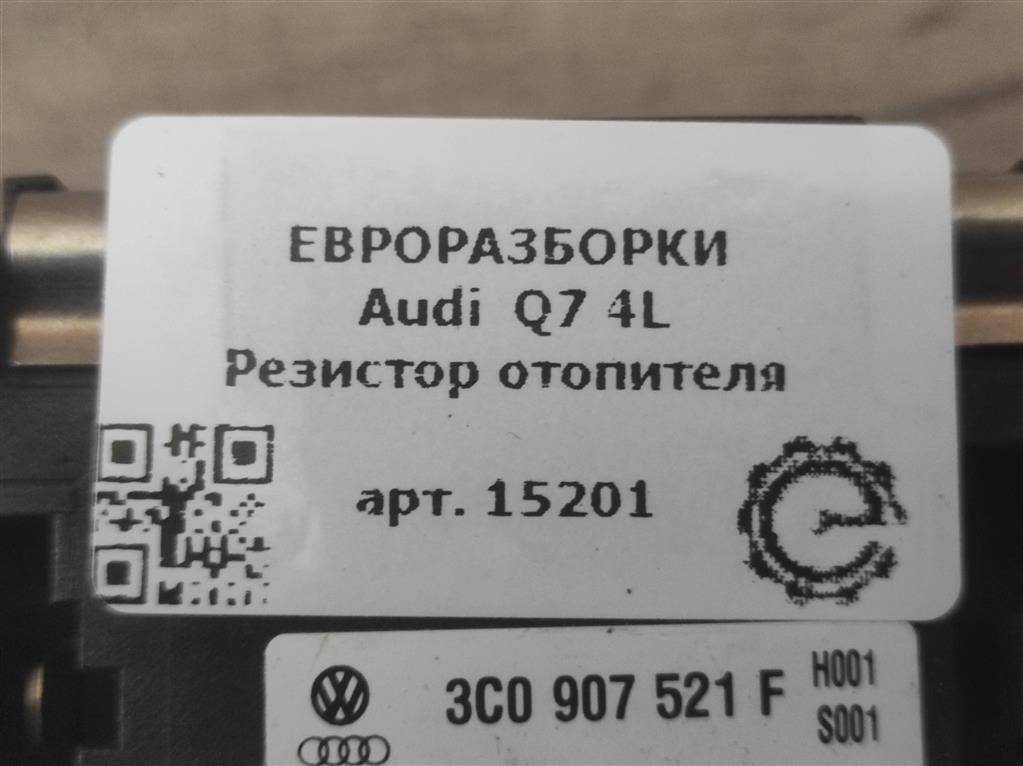 ЕВРОРАЗБОРКИ
Audi Q7 4L
Резистор отопителя
арт. 15201
3C0 907 521 F
H001
S001